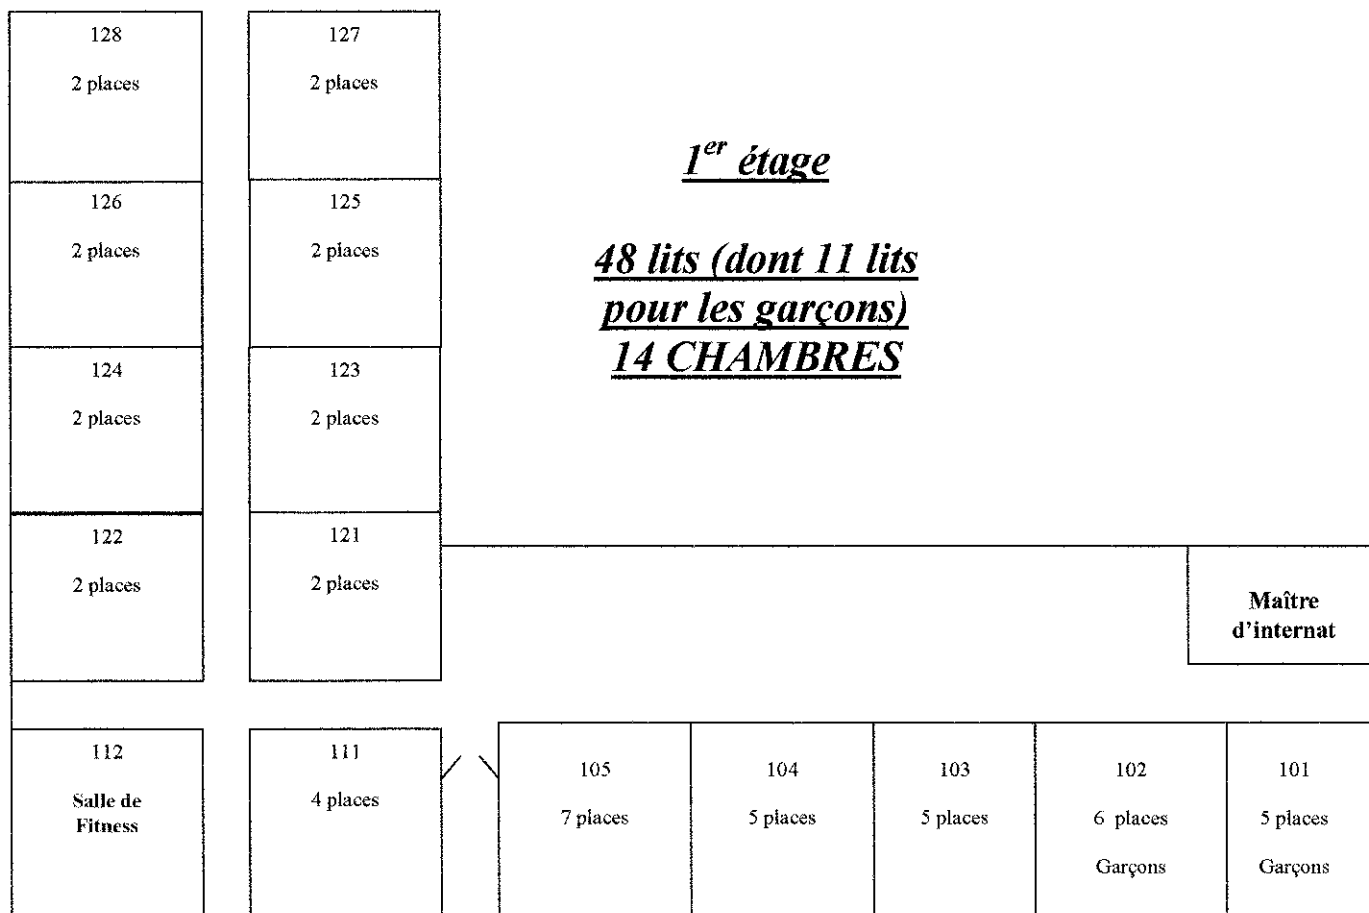 128
2 places
127
2 places
126
2 places
125
2 places
124
2 places
123
2 places
122
2 places
121
2 places
1er étage
48 lits (dont 11 lits
pour les garçons)
14 CHAMBRES
Maître
d'internat
112
Salle de
Fitness
111
4 places
105
7 places
104
5 places
103
5 places
102
6 places
Garçons
101
5 places
Garçons